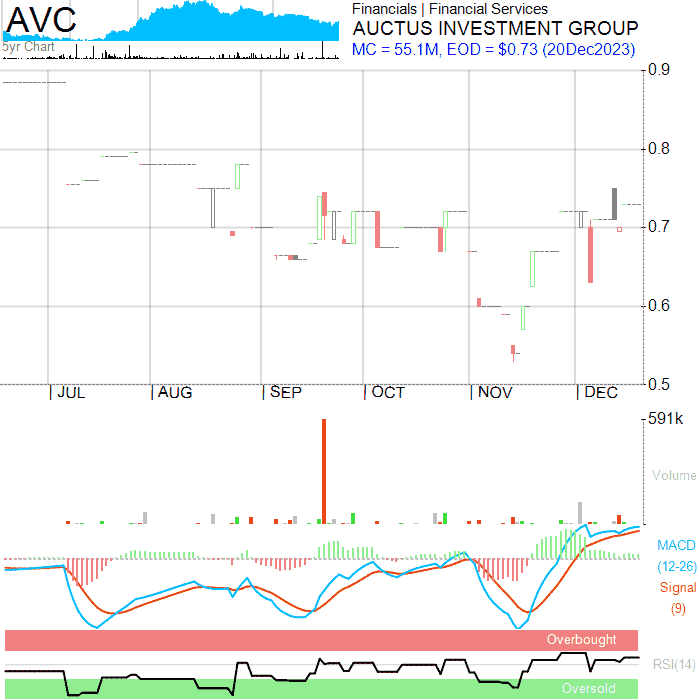 AVC
5yr Chart
Financials | Financial Services
AUCTUS INVESTMENT GROUP
MC = 55.1M, EOD = $0.73 (20Dec2023)
0.9
0.8
0.7
0.6
0.5
JUL AUG SEP OCT NOV DEC
591k
Volume
MACD
(12-26)
Signal
(9)
Overbought
RSI(14)
Oversold